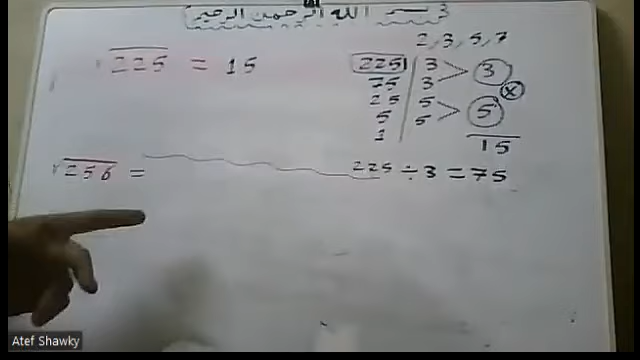 بسم الله الرحمن الرحيم
2, 3, 5, 7
√225 = 15
225 | 3 > 3
75 | 3
25 | 5 > 5
5 | 5
1
×
15
√256 =
225 ÷ 3 = 75
Atef Shawky